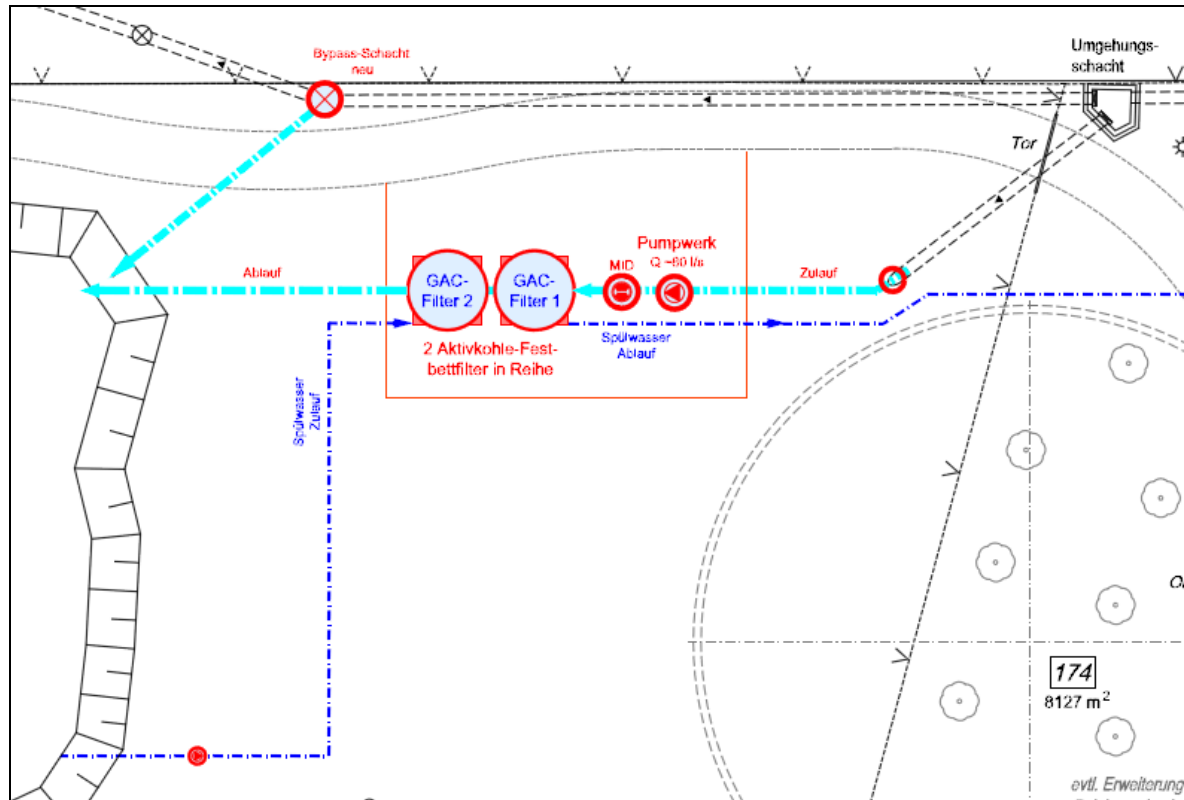 Umgehungs-
schacht
Bypass-Schacht
neu
Tor
Pumpwerk
Q ~60 l/s
MID
Zulauf
Ablauf
GAC-
Filter 2
GAC-
Filter 1
Spülwasser
Ablauf
2 Aktivkohle-Fest-
bettfilter in Reihe
Spülwasser
Zulauf
174
8127 m²
evtl. Erweiterung